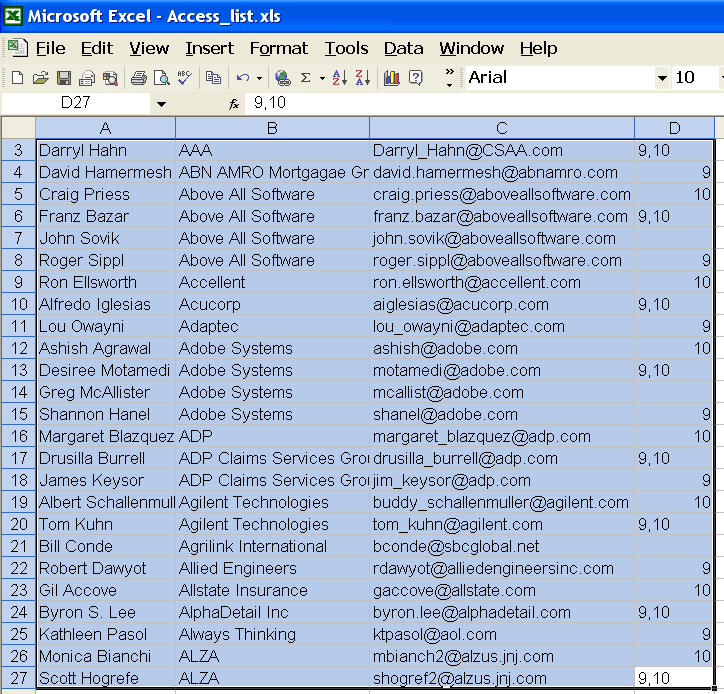 Microsoft Excel - Access_list.xls
File Edit View Insert Format Tools Data Window Help
Arial 10
D27 fx 9,10
A B C D
3 Darryl Hahn AAA Darryl_Hahn@CSAA.com 9,10
4 David Hamermesh ABN AMRO Mortgagae Gr david.hamermesh@abnamro.com 9
5 Craig Priess Above All Software craig.priess@aboveallsoftware.com 10
6 Franz Bazar Above All Software franz.bazar@aboveallsoftware.com 9,10
7 John Sovik Above All Software john.sovik@aboveallsoftware.com
8 Roger Sippl Above All Software roger.sippl@aboveallsoftware.com 9
9 Ron Ellsworth Accellent ron.ellsworth@accellent.com 10
10 Alfredo Iglesias Acucorp aiglesias@acucorp.com 9,10
11 Lou Owayni Adaptec lou_owayni@adaptec.com 9
12 Ashish Agrawal Adobe Systems ashish@adobe.com 10
13 Desiree Motamedi Adobe Systems motamedi@adobe.com 9,10
14 Greg McAllister Adobe Systems mcallist@adobe.com
15 Shannon Hanel Adobe Systems shanel@adobe.com 9
16 Margaret Blazquez ADP margaret_blazquez@adp.com 10
17 Drusilla Burrell ADP Claims Services Grou drusilla_burrell@adp.com 9,10
18 James Keysor ADP Claims Services Grou jim_keysor@adp.com 9
19 Albert Schallenmull Agilent Technologies buddy_schallenmuller@agilent.com 10
20 Tom Kuhn Agilent Technologies tom_kuhn@agilent.com 9,10
21 Bill Conde Agrilink International bconde@sbcglobal.net
22 Robert Dawyot Allied Engineers rdawyot@alliedengineersinc.com 9
23 Gil Accove Allstate Insurance gaccove@allstate.com 10
24 Byron S. Lee AlphaDetail Inc byron.lee@alphadetail.com 9,10
25 Kathleen Pasol Always Thinking ktpasol@aol.com 9
26 Monica Bianchi ALZA mbianch2@alzus.jnj.com 10
27 Scott Hogrefe ALZA shogref2@alzus.jnj.com 9,10